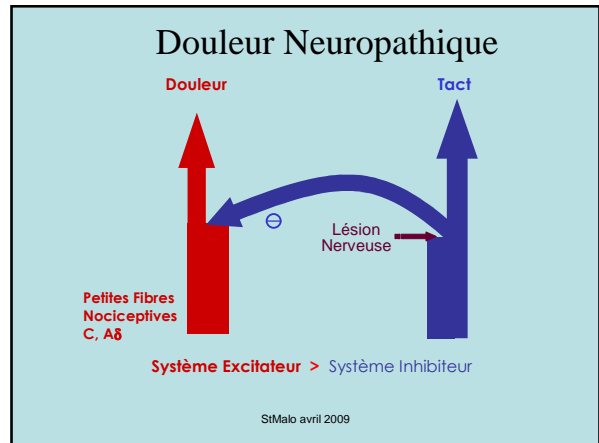 Douleur Neuropathique
Douleur
Tact
⊖
Lésion
Nerveuse
Petites Fibres
Nociceptives
C, Aδ
Système Excitateur > Système Inhibiteur
StMalo avril 2009